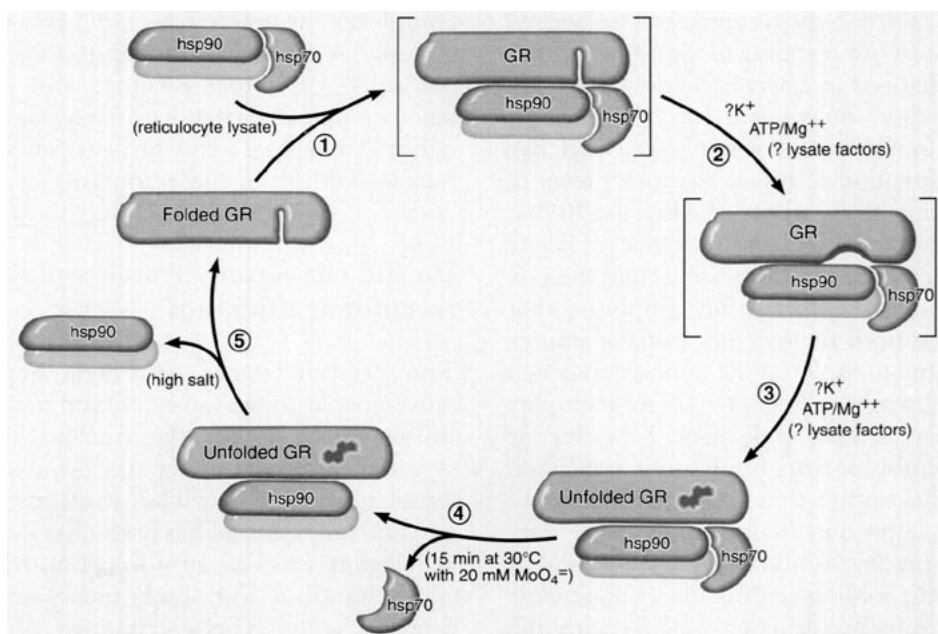 hsp90
hsp70
(reticulocyte lysate)
①
GR
hsp90
hsp70
?K⁺
ATP/Mg⁺⁺
(? lysate factors)
②
GR
hsp90
hsp70
③
?K⁺
ATP/Mg⁺⁺
(? lysate factors)
Unfolded GR
hsp90
hsp70
④
(15 min at 30°C
with 20 mM MoO₄=)
hsp70
Unfolded GR
hsp90
⑤
(high salt)
hsp90
Folded GR